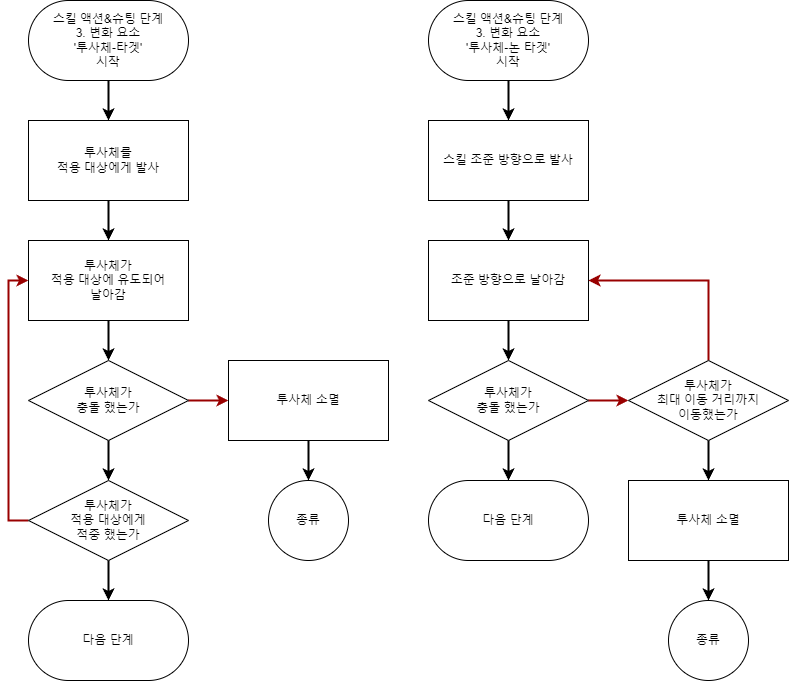 스킬 액션&슈팅 단계
3. 변화 요소
'투사체-타겟'
시작
투사체를
적용 대상에게 발사
투사체가
적용 대상에 유도되어
날아감
투사체가
충돌 했는가
투사체 소멸
투사체가
적용 대상에게
적중 했는가
종류
다음 단계
스킬 액션&슈팅 단계
3. 변화 요소
'투사체-논 타겟'
시작
스킬 조준 방향으로 발사
조준 방향으로 날아감
투사체가
충돌 했는가
투사체가
최대 이동 거리까지
이동했는가
다음 단계
투사체 소멸
종류